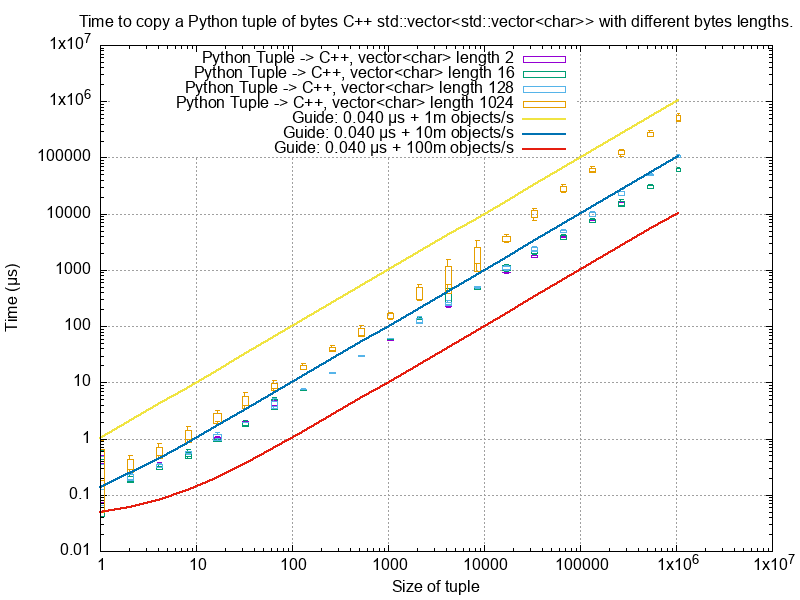 Time to copy a Python tuple of bytes C++ std::vector<std::vector<char>> with different bytes lengths.
Python Tuple -> C++, vector<char> length 2
Python Tuple -> C++, vector<char> length 16
Python Tuple -> C++, vector<char> length 128
Python Tuple -> C++, vector<char> length 1024
Guide: 0.040 µs + 1m objects/s
Guide: 0.040 µs + 10m objects/s
Guide: 0.040 µs + 100m objects/s
1x10^7
1x10^6
100000
10000
1000
100
10
1
0.1
0.01
Time (µs)
1 10 100 1000 10000 100000 1x10^6 1x10^7
Size of tuple